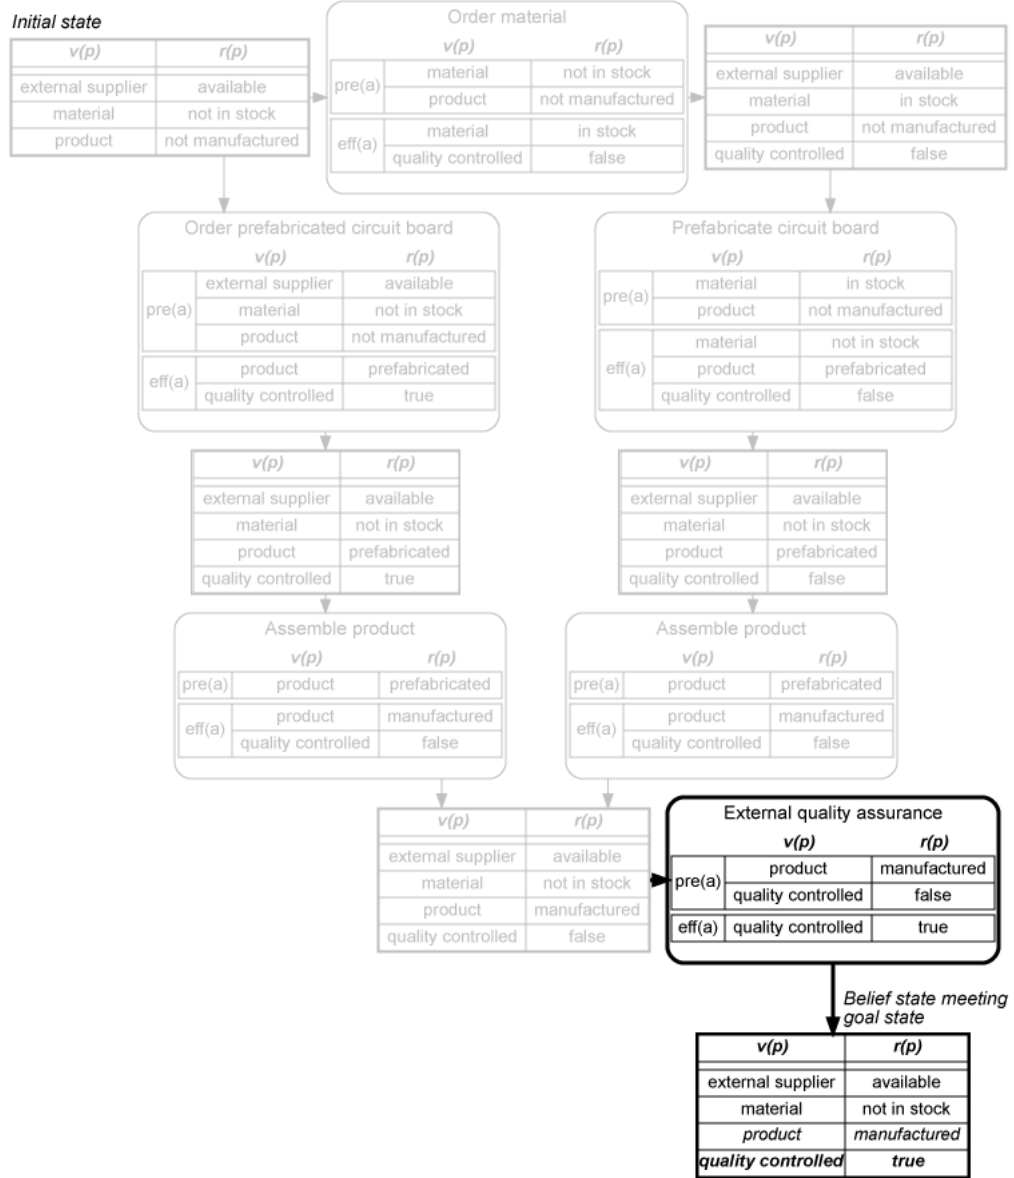 Initial state
v(p) r(p)
external supplier available
material not in stock
product not manufactured
Order material
v(p) r(p)
pre(a) material not in stock
product not manufactured
eff(a) material in stock
quality controlled false
v(p) r(p)
external supplier available
material in stock
product not manufactured
quality controlled false
Order prefabricated circuit board
v(p) r(p)
pre(a) external supplier available
material not in stock
product not manufactured
eff(a) product prefabricated
quality controlled true
Prefabricate circuit board
v(p) r(p)
pre(a) material in stock
product not manufactured
eff(a) material not in stock
product prefabricated
quality controlled false
v(p) r(p)
external supplier available
material not in stock
product prefabricated
quality controlled true
v(p) r(p)
external supplier available
material not in stock
product prefabricated
quality controlled false
Assemble product
v(p) r(p)
pre(a) product prefabricated
eff(a) product manufactured
quality controlled false
Assemble product
v(p) r(p)
pre(a) product prefabricated
eff(a) product manufactured
quality controlled false
v(p) r(p)
external supplier available
material not in stock
product manufactured
quality controlled false
External quality assurance
v(p) r(p)
pre(a) product manufactured
quality controlled false
eff(a) quality controlled true
Belief state meeting
goal state
v(p) r(p)
external supplier available
material not in stock
product manufactured
quality controlled true